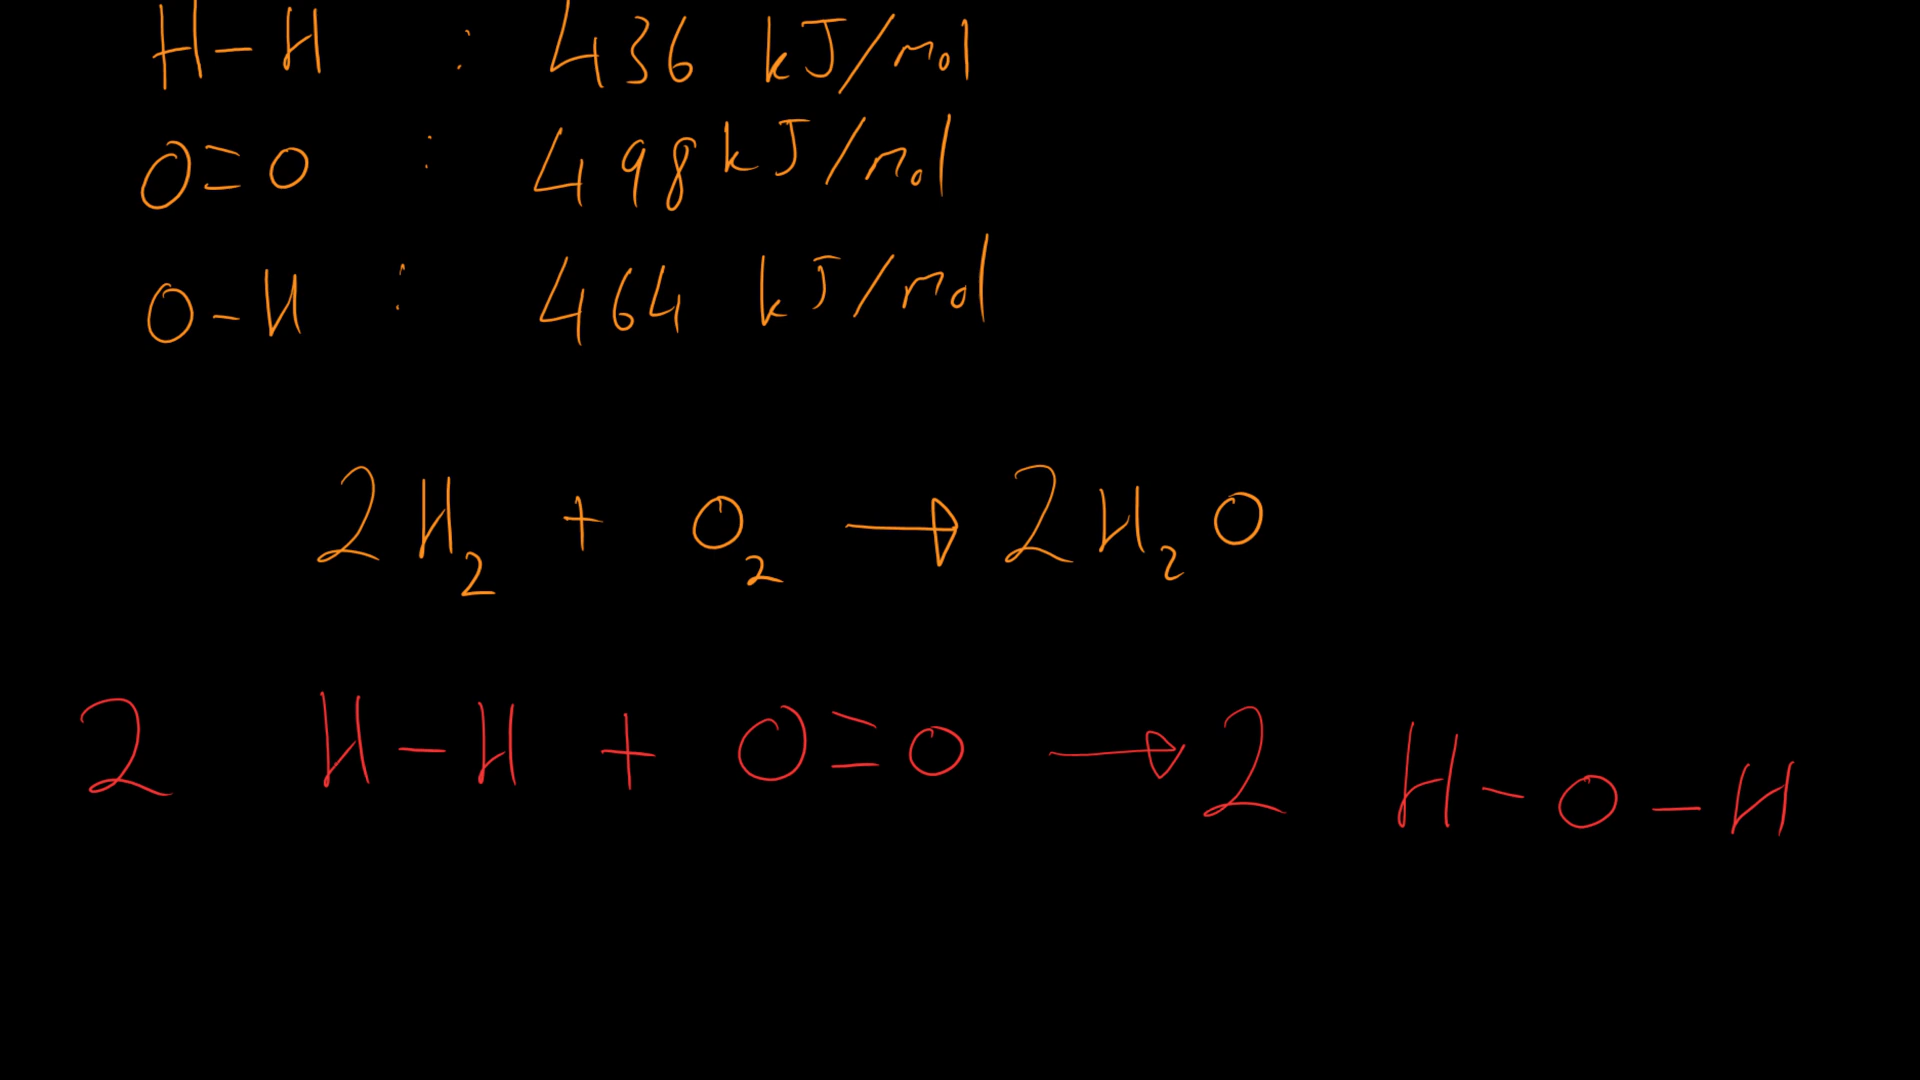 H-H : 436 kJ/mol
O=O : 498 kJ/mol
O-H : 464 kJ/mol
2H₂ + O₂ → 2H₂O
2 H-H + O=O → 2 H-O-H